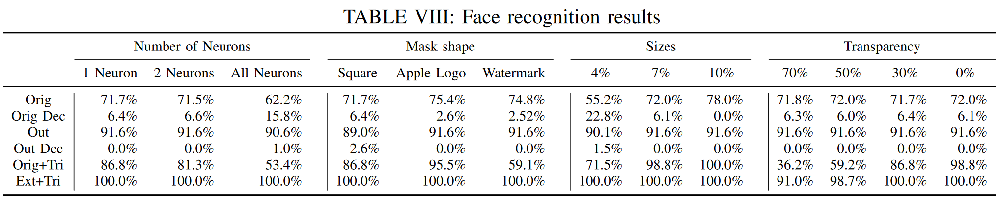 TABLE VIII: Face recognition results
Number of Neurons Mask shape Sizes Transparency
1 Neuron 2 Neurons All Neurons Square Apple Logo Watermark 4% 7% 10% 70% 50% 30% 0%
Orig 71.7% 71.5% 62.2% 71.7% 75.4% 74.8% 55.2% 72.0% 78.0% 71.8% 72.0% 71.7% 72.0%
Orig Dec 6.4% 6.6% 15.8% 6.4% 2.6% 2.52% 22.8% 6.1% 0.0% 6.3% 6.0% 6.4% 6.1%
Out 91.6% 91.6% 90.6% 89.0% 91.6% 91.6% 90.1% 91.6% 91.6% 91.6% 91.6% 91.6% 91.6%
Out Dec 0.0% 0.0% 1.0% 2.6% 0.0% 0.0% 1.5% 0.0% 0.0% 0.0% 0.0% 0.0% 0.0%
Orig+Tri 86.8% 81.3% 53.4% 86.8% 95.5% 59.1% 71.5% 98.8% 100.0% 36.2% 59.2% 86.8% 98.8%
Ext+Tri 100.0% 100.0% 100.0% 100.0% 100.0% 100.0% 100.0% 100.0% 100.0% 91.0% 98.7% 100.0% 100.0%